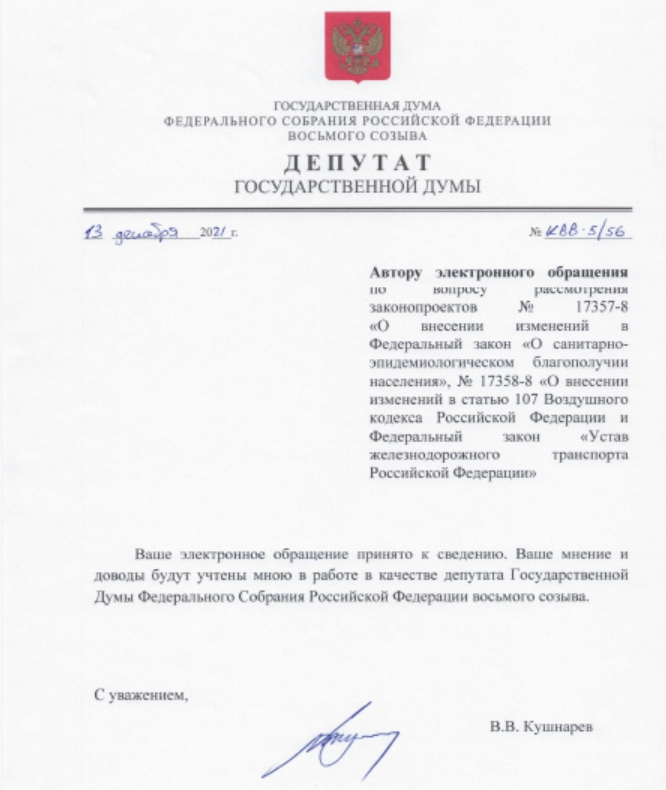 ГОСУДАРСТВЕННАЯ ДУМА
ФЕДЕРАЛЬНОГО СОБРАНИЯ РОССИЙСКОЙ ФЕДЕРАЦИИ
ВОСЬМОГО СОЗЫВА
ДЕПУТАТ
ГОСУДАРСТВЕННОЙ ДУМЫ
13 декабря 2021 г.
№ КВВ-5/56
Автору электронного обращения
по вопросу рассмотрения
законопроектов № 17357-8
«О внесении изменений в
Федеральный закон «О санитарно-
эпидемиологическом благополучии
населения», № 17358-8 «О внесении
изменений в статью 107 Воздушного
кодекса Российской Федерации и
Федеральный закон «Устав
железнодорожного транспорта
Российской Федерации»
Ваше электронное обращение принято к сведению. Ваше мнение и
доводы будут учтены мною в работе в качестве депутата Государственной
Думы Федерального Собрания Российской Федерации восьмого созыва.
С уважением,
В.В. Кушнарев